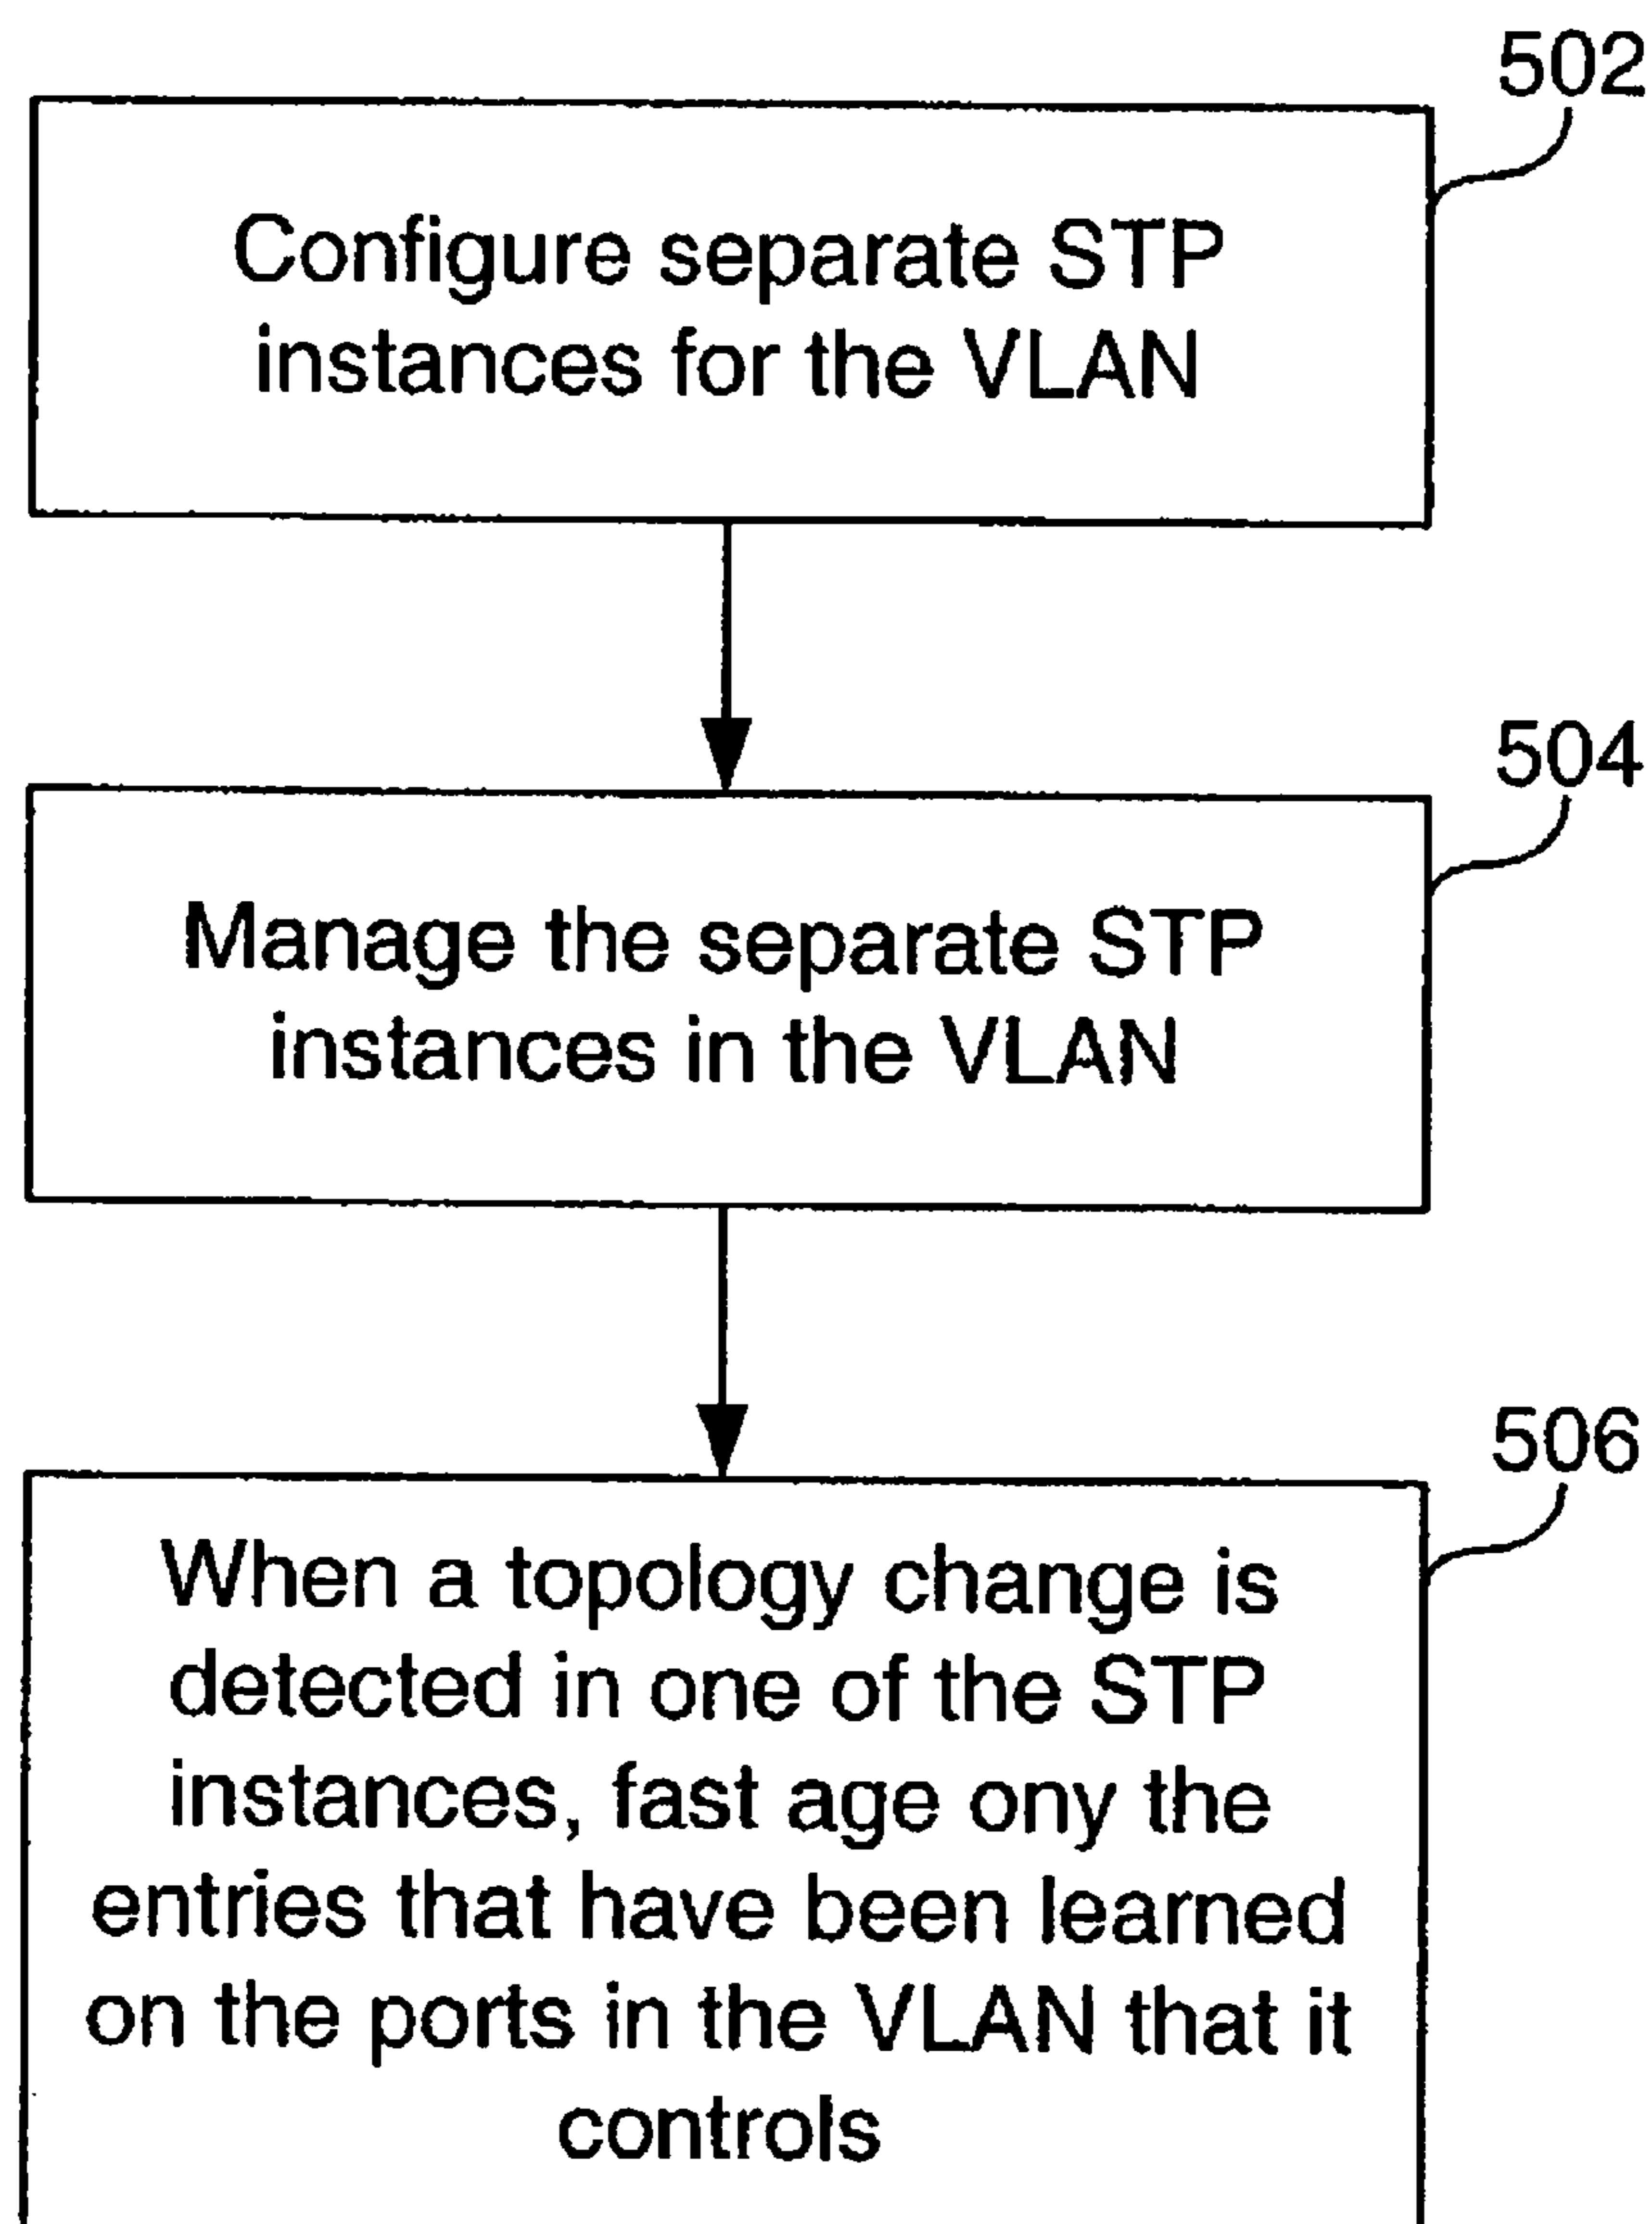 502
Configure separate STP
instances for the VLAN
504
Manage the separate STP
instances in the VLAN
506
When a topology change is
detected in one of the STP
instances, fast age ony the
entries that have been learned
on the ports in the VLAN that it
controls